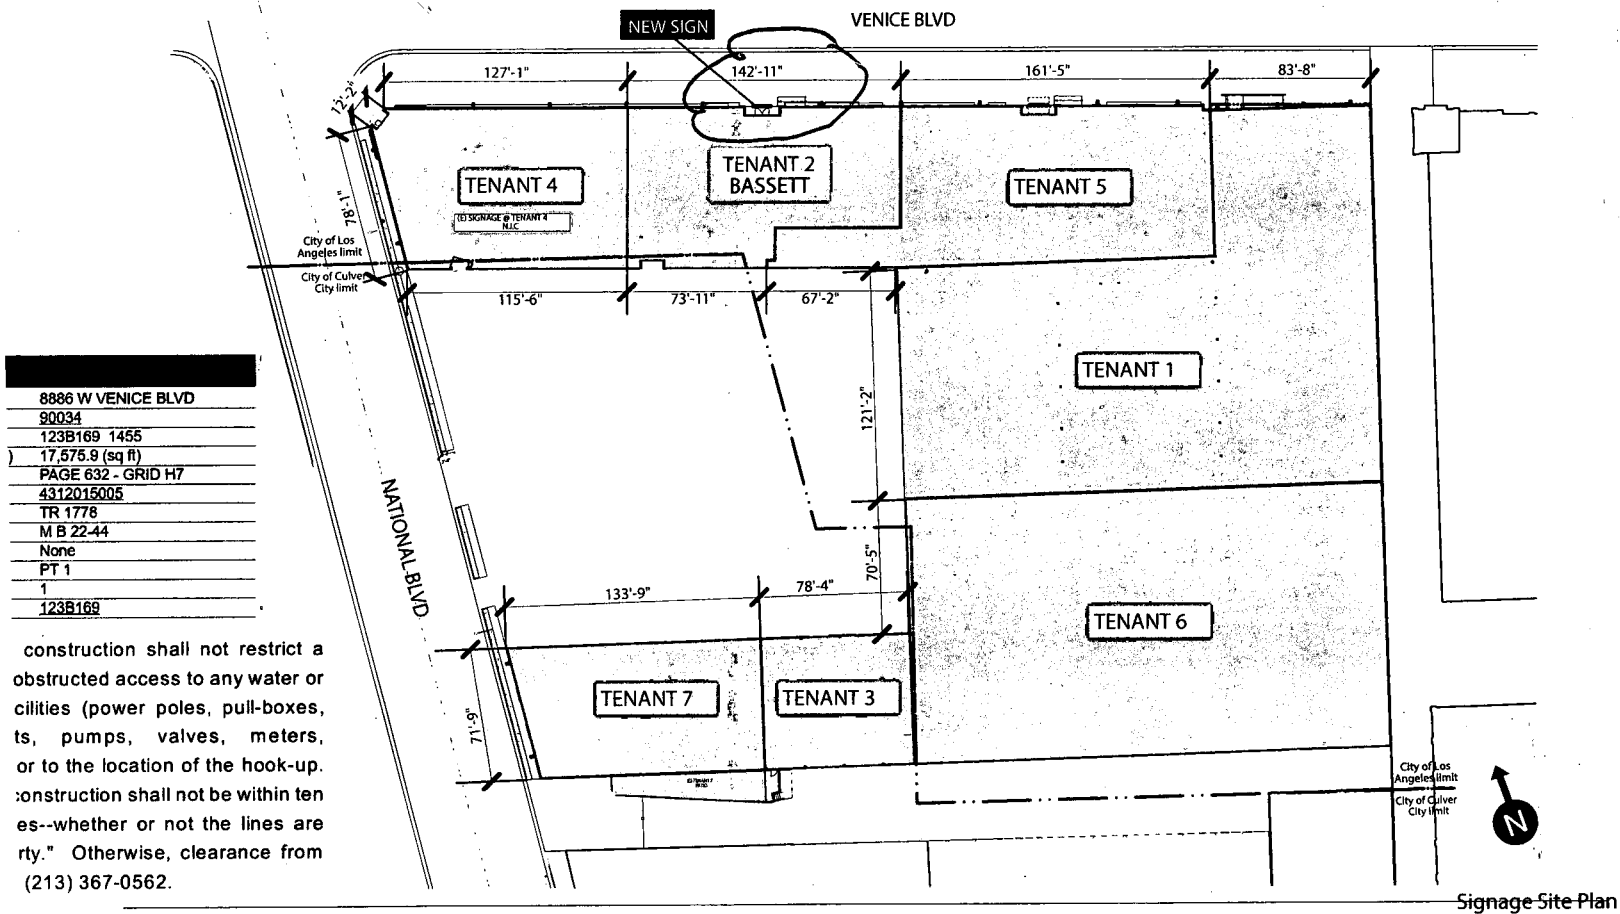 NEW SIGN
VENICE BLVD
127'-1"
142'-11"
161'-5"
83'-8"
12'-2"
78'-1"
TENANT 4
(E) SIGNAGE @ TENANT 4
N.I.C
TENANT 2
BASSETT
TENANT 5
City of Los
Angeles limit
City of Culver
City limit
115'-6"
73'-11"
67'-2"
TENANT 1
121'-2"
8886 W VENICE BLVD
90034
123B169 1455
) 17,575.9 (sq ft)
PAGE 632 - GRID H7
4312015005
TR 1778
M B 22-44
None
PT 1
1
123B169
NATIONAL BLVD
70'-5"
133'-9"
78'-4"
TENANT 6
71'-9"
TENANT 7
TENANT 3
construction shall not restrict a
obstructed access to any water or
cilities (power poles, pull-boxes,
ts, pumps, valves, meters,
or to the location of the hook-up.
construction shall not be within ten
es--whether or not the lines are
rty." Otherwise, clearance from
(213) 367-0562.
City of Los
Angeles limit
City of Culver
City limit
N
Signage Site Plan